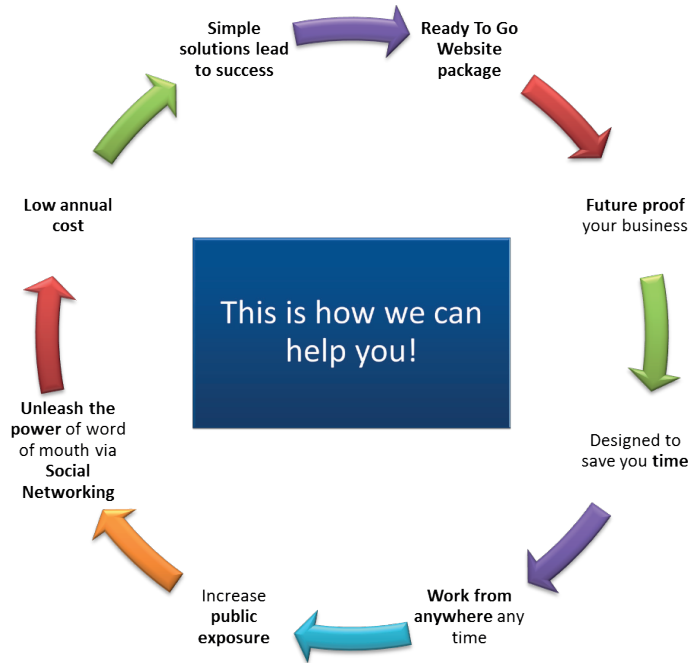 Simple
solutions lead
to success
Ready To Go
Website
package
Future proof
your business
Designed to
save you time
Work from
anywhere any
time
Increase
public
exposure
Unleash the
power of word
of mouth via
Social
Networking
Low annual
cost
This is how we can
help you!